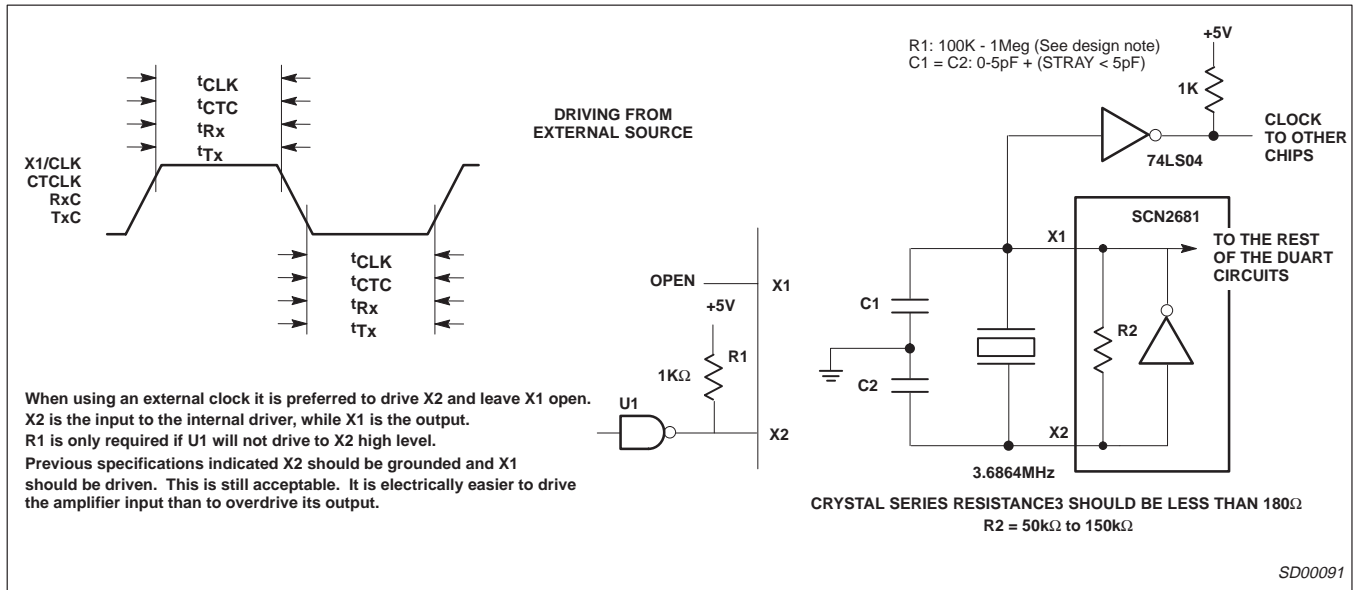 tCLK
tCTC
tRx
tTx
X1/CLK
CTCLK
RxC
TxC
tCLK
tCTC
tRx
tTx
When using an external clock it is preferred to drive X2 and leave X1 open.
X2 is the input to the internal driver, while X1 is the output.
R1 is only required if U1 will not drive to X2 high level.
Previous specifications indicated X2 should be grounded and X1
should be driven. This is still acceptable. It is electrically easier to drive
the amplifier input than to overdrive its output.
DRIVING FROM
EXTERNAL SOURCE
OPEN
X1
+5V
R1
1KΩ
U1
X2
R1: 100K - 1Meg (See design note)
C1 = C2: 0-5pF + (STRAY < 5pF)
+5V
1K
74LS04
CLOCK
TO OTHER
CHIPS
SCN2681
X1
TO THE REST
OF THE DUART
CIRCUITS
C1
R2
C2
X2
3.6864MHz
CRYSTAL SERIES RESISTANCE3 SHOULD BE LESS THAN 180Ω
R2 = 50kΩ to 150kΩ
SD00091